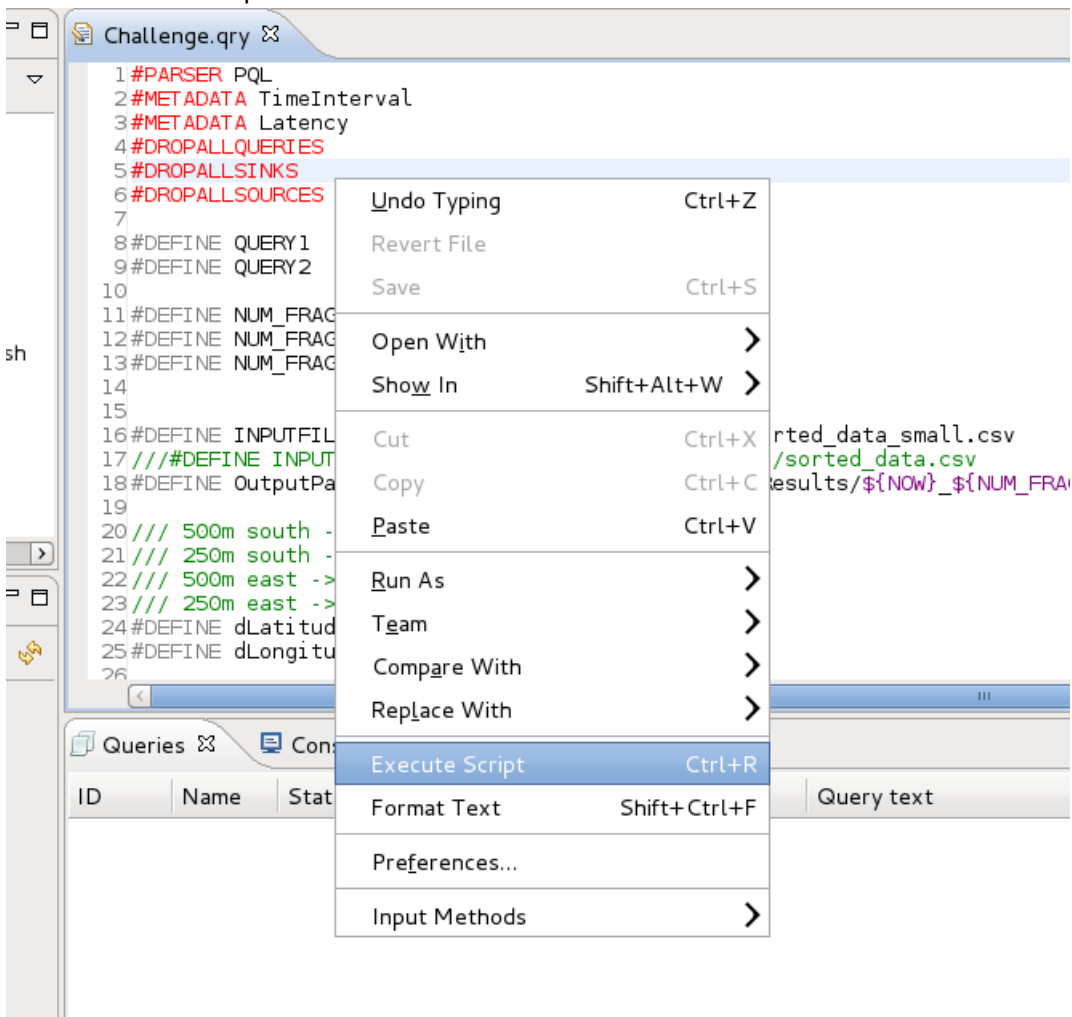 Challenge.qry
1 #PARSER PQL
2 #METADATA TimeInterval
3 #METADATA Latency
4 #DROPALLQUERIES
5 #DROPALLSINKS
6 #DROPALLSOURCES
7
8 #DEFINE QUERY1
9 #DEFINE QUERY2
10
11 #DEFINE NUM_FRAG
12 #DEFINE NUM_FRAG
13 #DEFINE NUM_FRAG
14
15
16 #DEFINE INPUTFIL rted_data_small.csv
17 ///#DEFINE INPUT /sorted_data.csv
18 #DEFINE OutputPa esults/${NOW}_${NUM_FRA
19
20 /// 500m south -
21 /// 250m south -
22 /// 500m east ->
23 /// 250m east ->
24 #DEFINE dLatitud
25 #DEFINE dLongitu
26
sh
Undo Typing Ctrl+Z
Revert File
Save Ctrl+S
Open With
Show In Shift+Alt+W
Cut Ctrl+X
Copy Ctrl+C
Paste Ctrl+V
Run As
Team
Compare With
Replace With
Execute Script Ctrl+R
Format Text Shift+Ctrl+F
Preferences...
Input Methods
Queries Con
ID Name Stat Query text